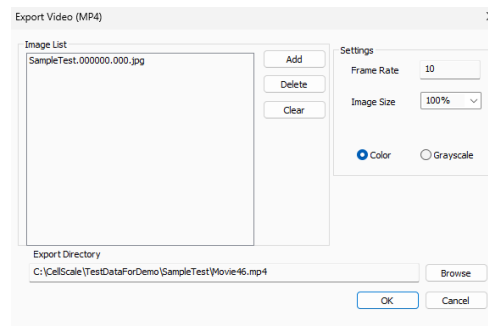 Export Video (MP4)
Image List
SampleTest.000000.000.jpg
Add
Delete
Clear
Settings
Frame Rate
10
Image Size
100%
Color
Grayscale
Export Directory
C:\CellScale\TestDataForDemo\SampleTest\Movie46.mp4
Browse
OK
Cancel